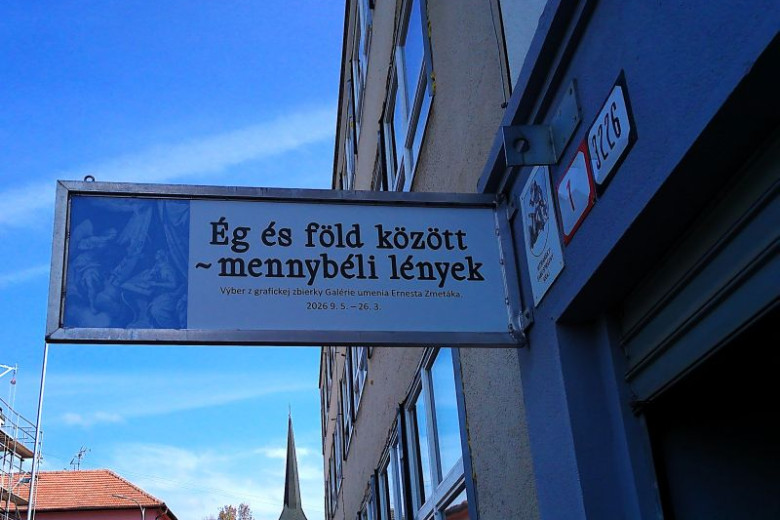 Ég és föld között
~mennybéli lények
Výber z grafickej zbierky Galérie umenia Ernesta Zmetáka.
2026 9. 5. – 26. 3.
1
3226